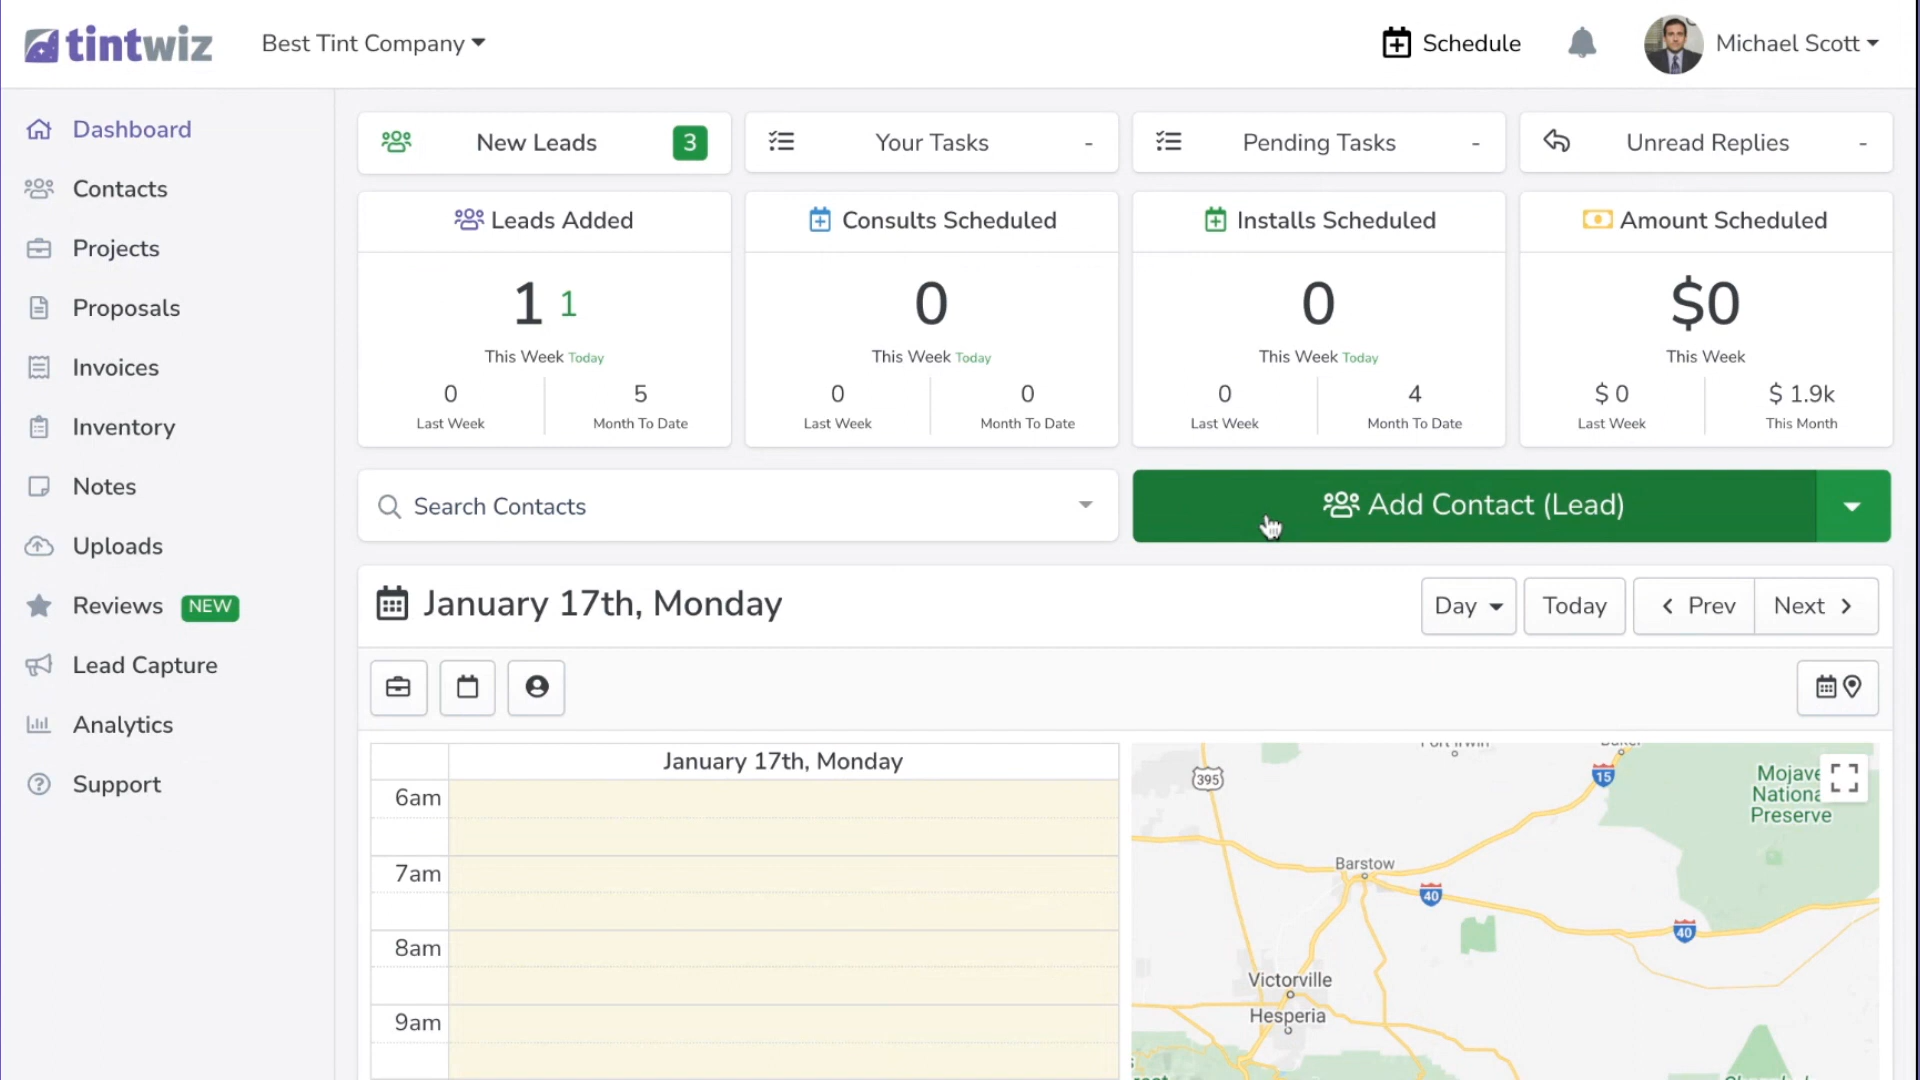 tintwiz
Best Tint Company
Schedule
Michael Scott
Dashboard
Contacts
Projects
Proposals
Invoices
Inventory
Notes
Uploads
Reviews NEW
Lead Capture
Analytics
Support
New Leads 3
Your Tasks -
Pending Tasks -
Unread Replies -
Leads Added
1 1
This Week Today
0 5
Last Week Month To Date
Consults Scheduled
0
This Week Today
0 0
Last Week Month To Date
Installs Scheduled
0
This Week Today
0 4
Last Week Month To Date
Amount Scheduled
$0
This Week
$ 0 $ 1.9k
Last Week This Month
Search Contacts
Add Contact (Lead)
January 17th, Monday
Day Today Prev Next
January 17th, Monday
6am
7am
8am
9am
395
15
Mojave
Nationa
Preserve
Barstow
40
40
Victorville
Hesperia